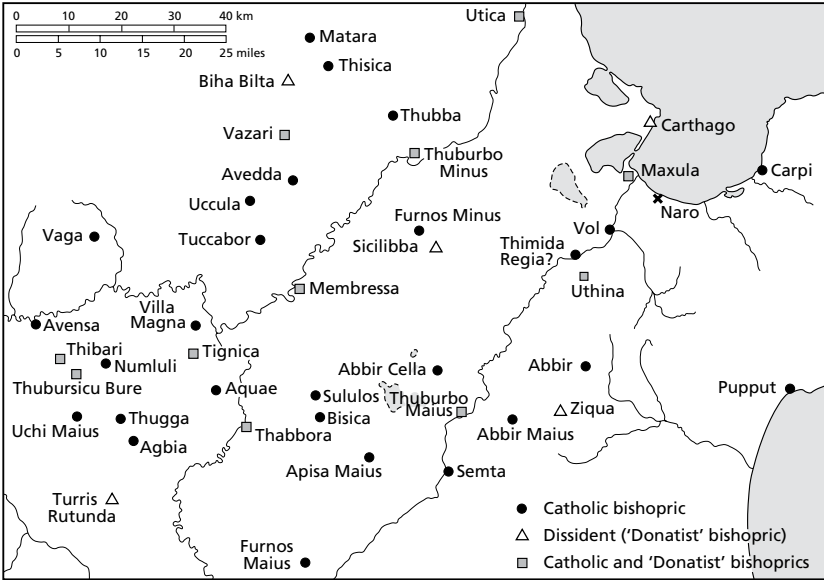 0 10 20 30 40 km
0 5 10 15 20 25 miles
Utica
Matara
Thisica
Biha Bilta
Thubba
Carthago
Vazari
Thuburbo
Minus
Maxula
Carpi
Avedda
Uccula
Naro
Furnos Minus
Vol
Vaga
Tuccabor
Sicilibba
Thimida
Regia?
Uthina
Membressa
Villa
Magna
Avensa
Thibari
Numluli
Tignica
Thubursicu Bure
Abbir Cella
Abbir
Aquae
Sululos
Thuburbo
Maius
Ziqua
Pupput
Uchi Maius
Thugga
Bisica
Abbir Maius
Agbia
Thabbora
Apisa Maius
Semta
Turris
Rutunda
Furnos
Maius
Catholic bishopric
Dissident (‘Donatist’ bishopric)
Catholic and ‘Donatist’ bishoprics